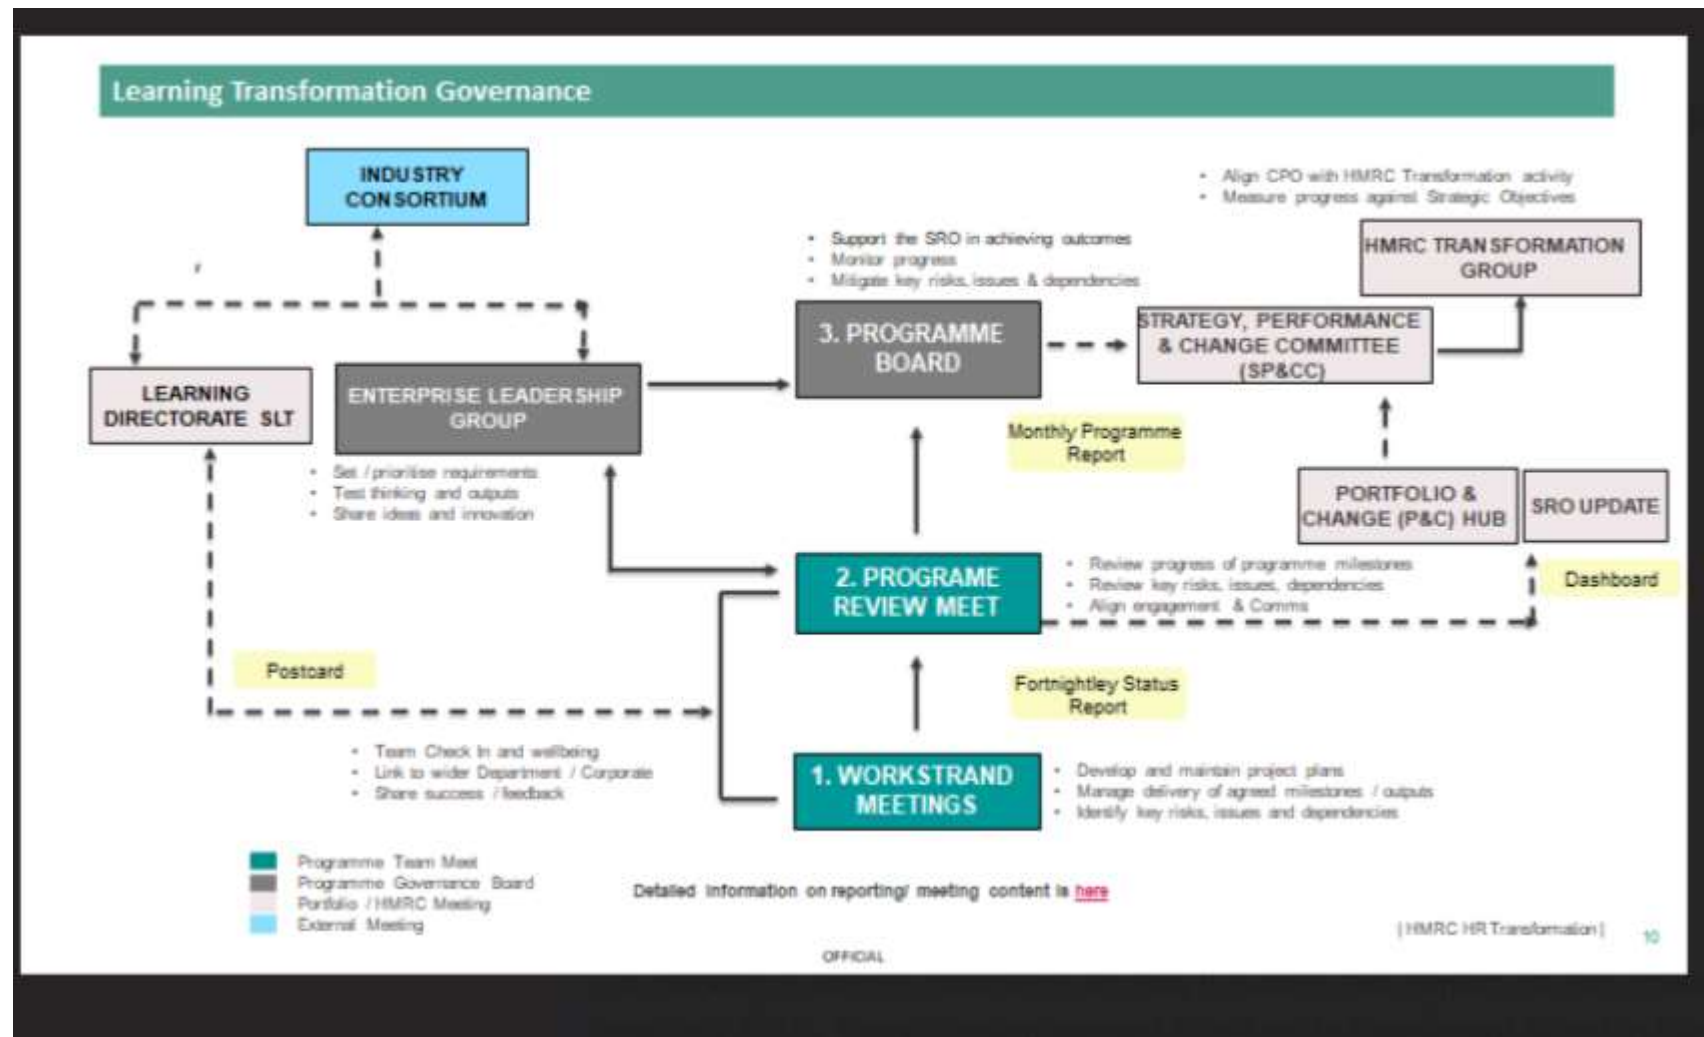 Learning Transformation Governance
INDUSTRY
CONSORTIUM
• Align CPO with HMRC Transformation activity
• Measure progress against Strategic Objectives
• Support the SRO in achieving outcomes
• Monitor progress
• Mitigate key risks, issues & dependencies
HMRC TRANSFORMATION
GROUP
3. PROGRAMME
BOARD
STRATEGY, PERFORMANCE
& CHANGE COMMITTEE
(SP&CC)
LEARNING
DIRECTORATE SLT
ENTERPRISE LEADERSHIP
GROUP
• Set / prioritise requirements
• Test thinking and outputs
• Share ideas and innovation
Monthly Programme
Report
PORTFOLIO &
CHANGE (P&C) HUB
SRO UPDATE
2. PROGRAME
REVIEW MEET
• Review progress of programme milestones
• Review key risks, issues, dependencies
• Align engagement & Comms
Dashboard
Postcard
Fortnightley Status
Report
• Team Check In and wellbeing
• Link to wider Department / Corporate
• Share success / feedback
1. WORKSTRAND
MEETINGS
• Develop and maintain project plans
• Manage delivery of agreed milestones / outputs
• Identify key risks, issues and dependencies
Programme Team Meet
Programme Governance Board
Portfolio / HMRC Meeting
External Meeting
Detailed information on reporting/ meeting content is here
| HMRC HR Transformation |
10
OFFICIAL